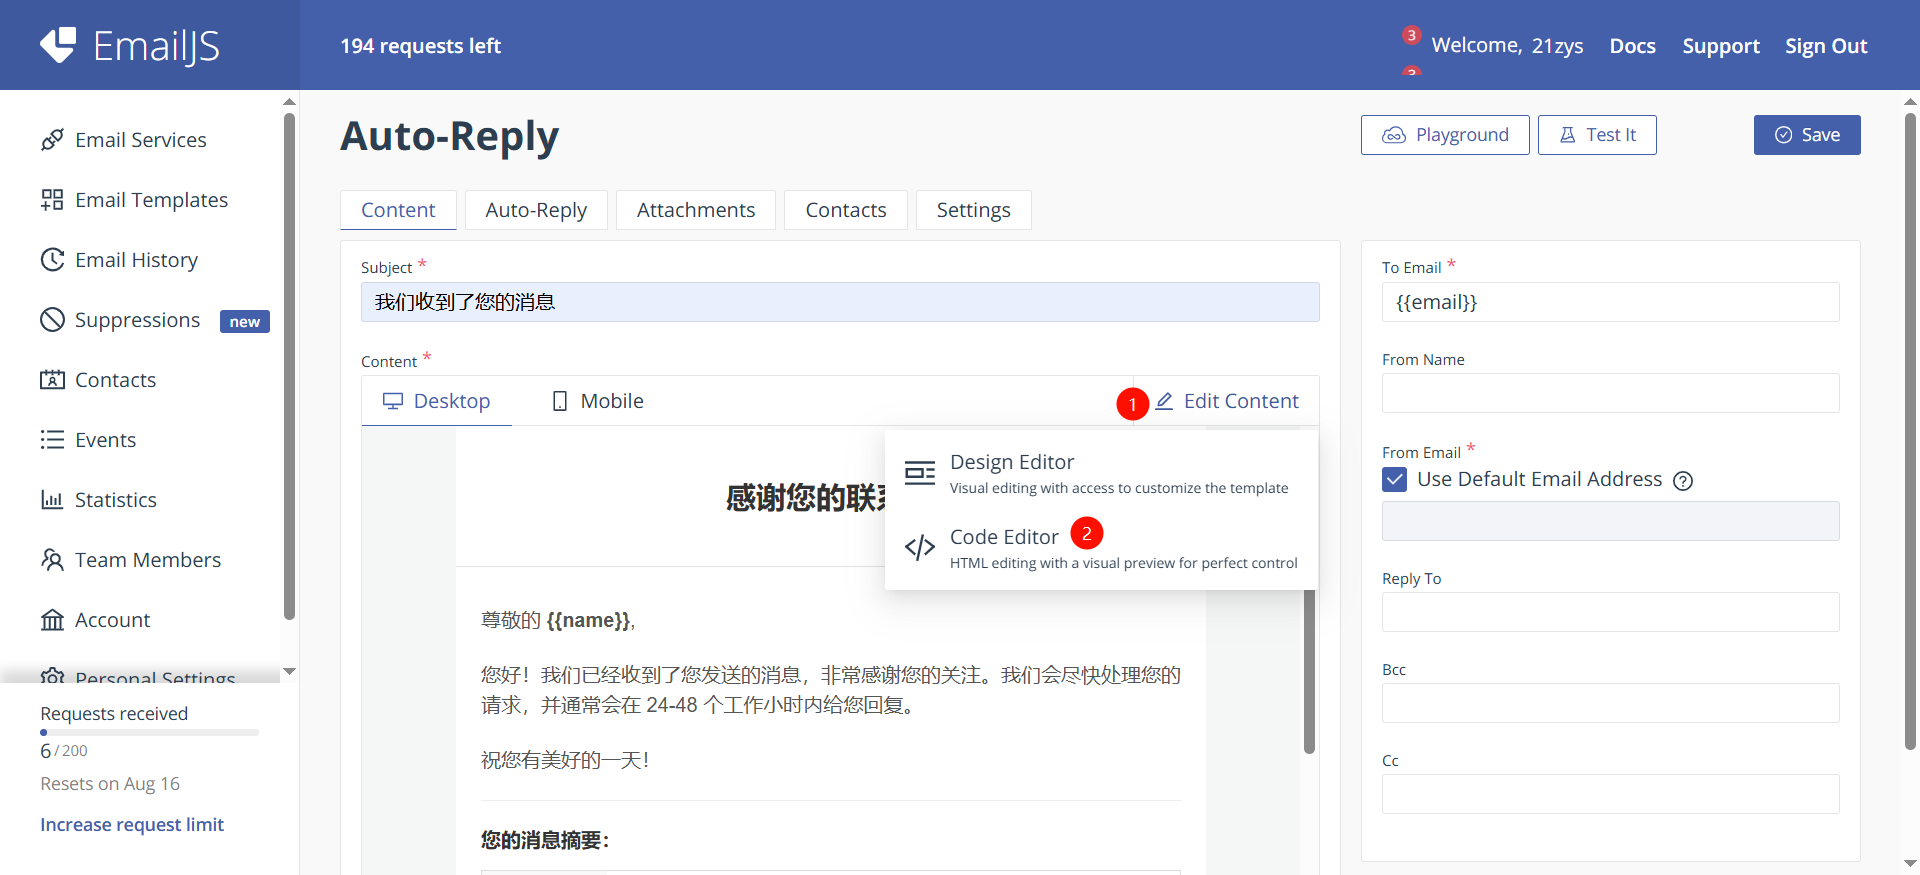 EmailJS
194 requests left
3
Welcome, 21zys
Docs
Support
Sign Out
Email Services
Email Templates
Email History
Suppressions new
Contacts
Events
Statistics
Team Members
Account
Personal Settings
Requests received
6 / 200
Resets on Aug 16
Increase request limit
Auto-Reply
Playground
Test It
Save
Content
Auto-Reply
Attachments
Contacts
Settings
Subject *
我们收到了您的消息
Content *
Desktop
Mobile
1
Edit Content
Design Editor
Visual editing with access to customize the template
Code Editor 2
HTML editing with a visual preview for perfect control
感谢您的联
尊敬的 {{name}},
您好！我们已经收到了您发送的消息，非常感谢您的关注。我们会尽快处理您的
请求，并通常会在 24-48 个工作小时内给您回复。
祝您有美好的一天！
您的消息摘要：
To Email *
{{email}}
From Name
From Email *
Use Default Email Address ?
Reply To
Bcc
Cc